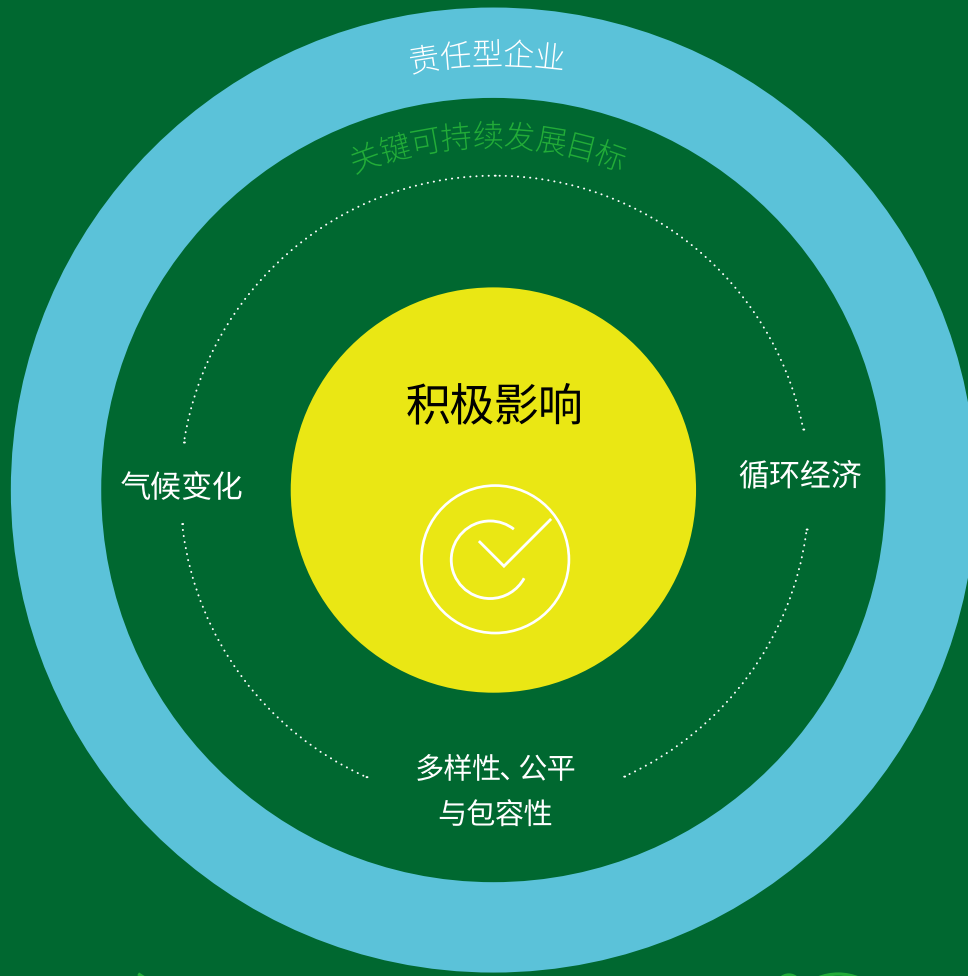 责任型企业
关键可持续发展目标
积极影响
气候变化
循环经济
多样性、公平
与包容性